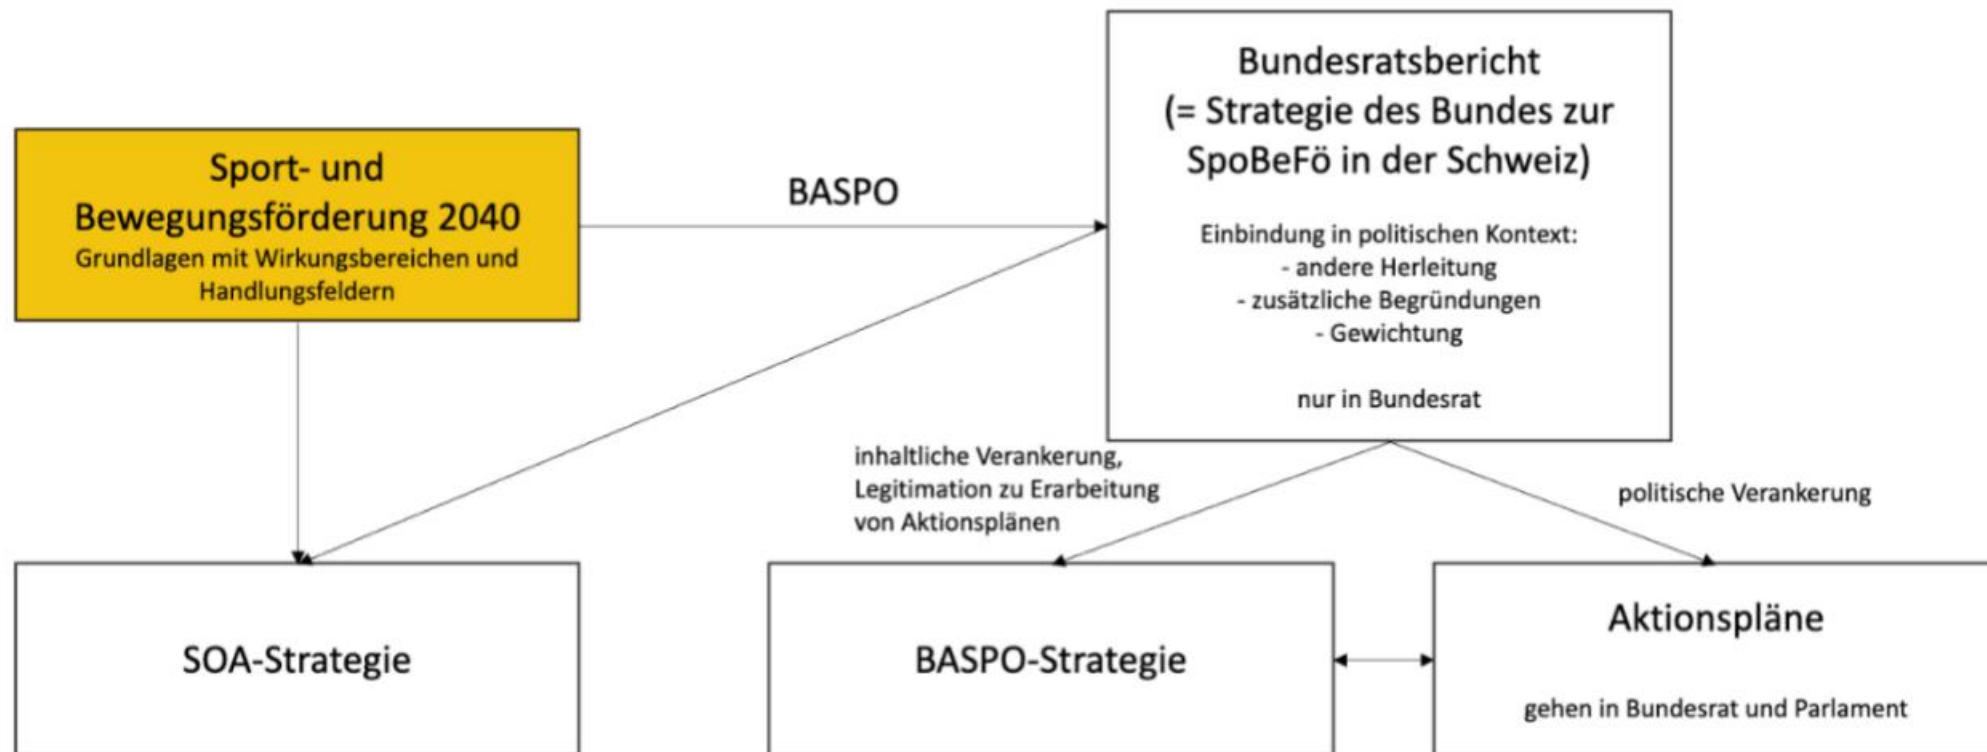 Sport- und
Bewegungsförderung 2040
Grundlagen mit Wirkungsbereichen und
Handlungsfeldern
BASPO
Bundesratsbericht
(= Strategie des Bundes zur
SpoBeFö in der Schweiz)
Einbindung in politischen Kontext:
- andere Herleitung
- zusätzliche Begründungen
- Gewichtung
nur in Bundesrat
inhaltliche Verankerung,
Legitimation zu Erarbeitung
von Aktionsplänen
politische Verankerung
SOA-Strategie
BASPO-Strategie
Aktionspläne
gehen in Bundesrat und Parlament